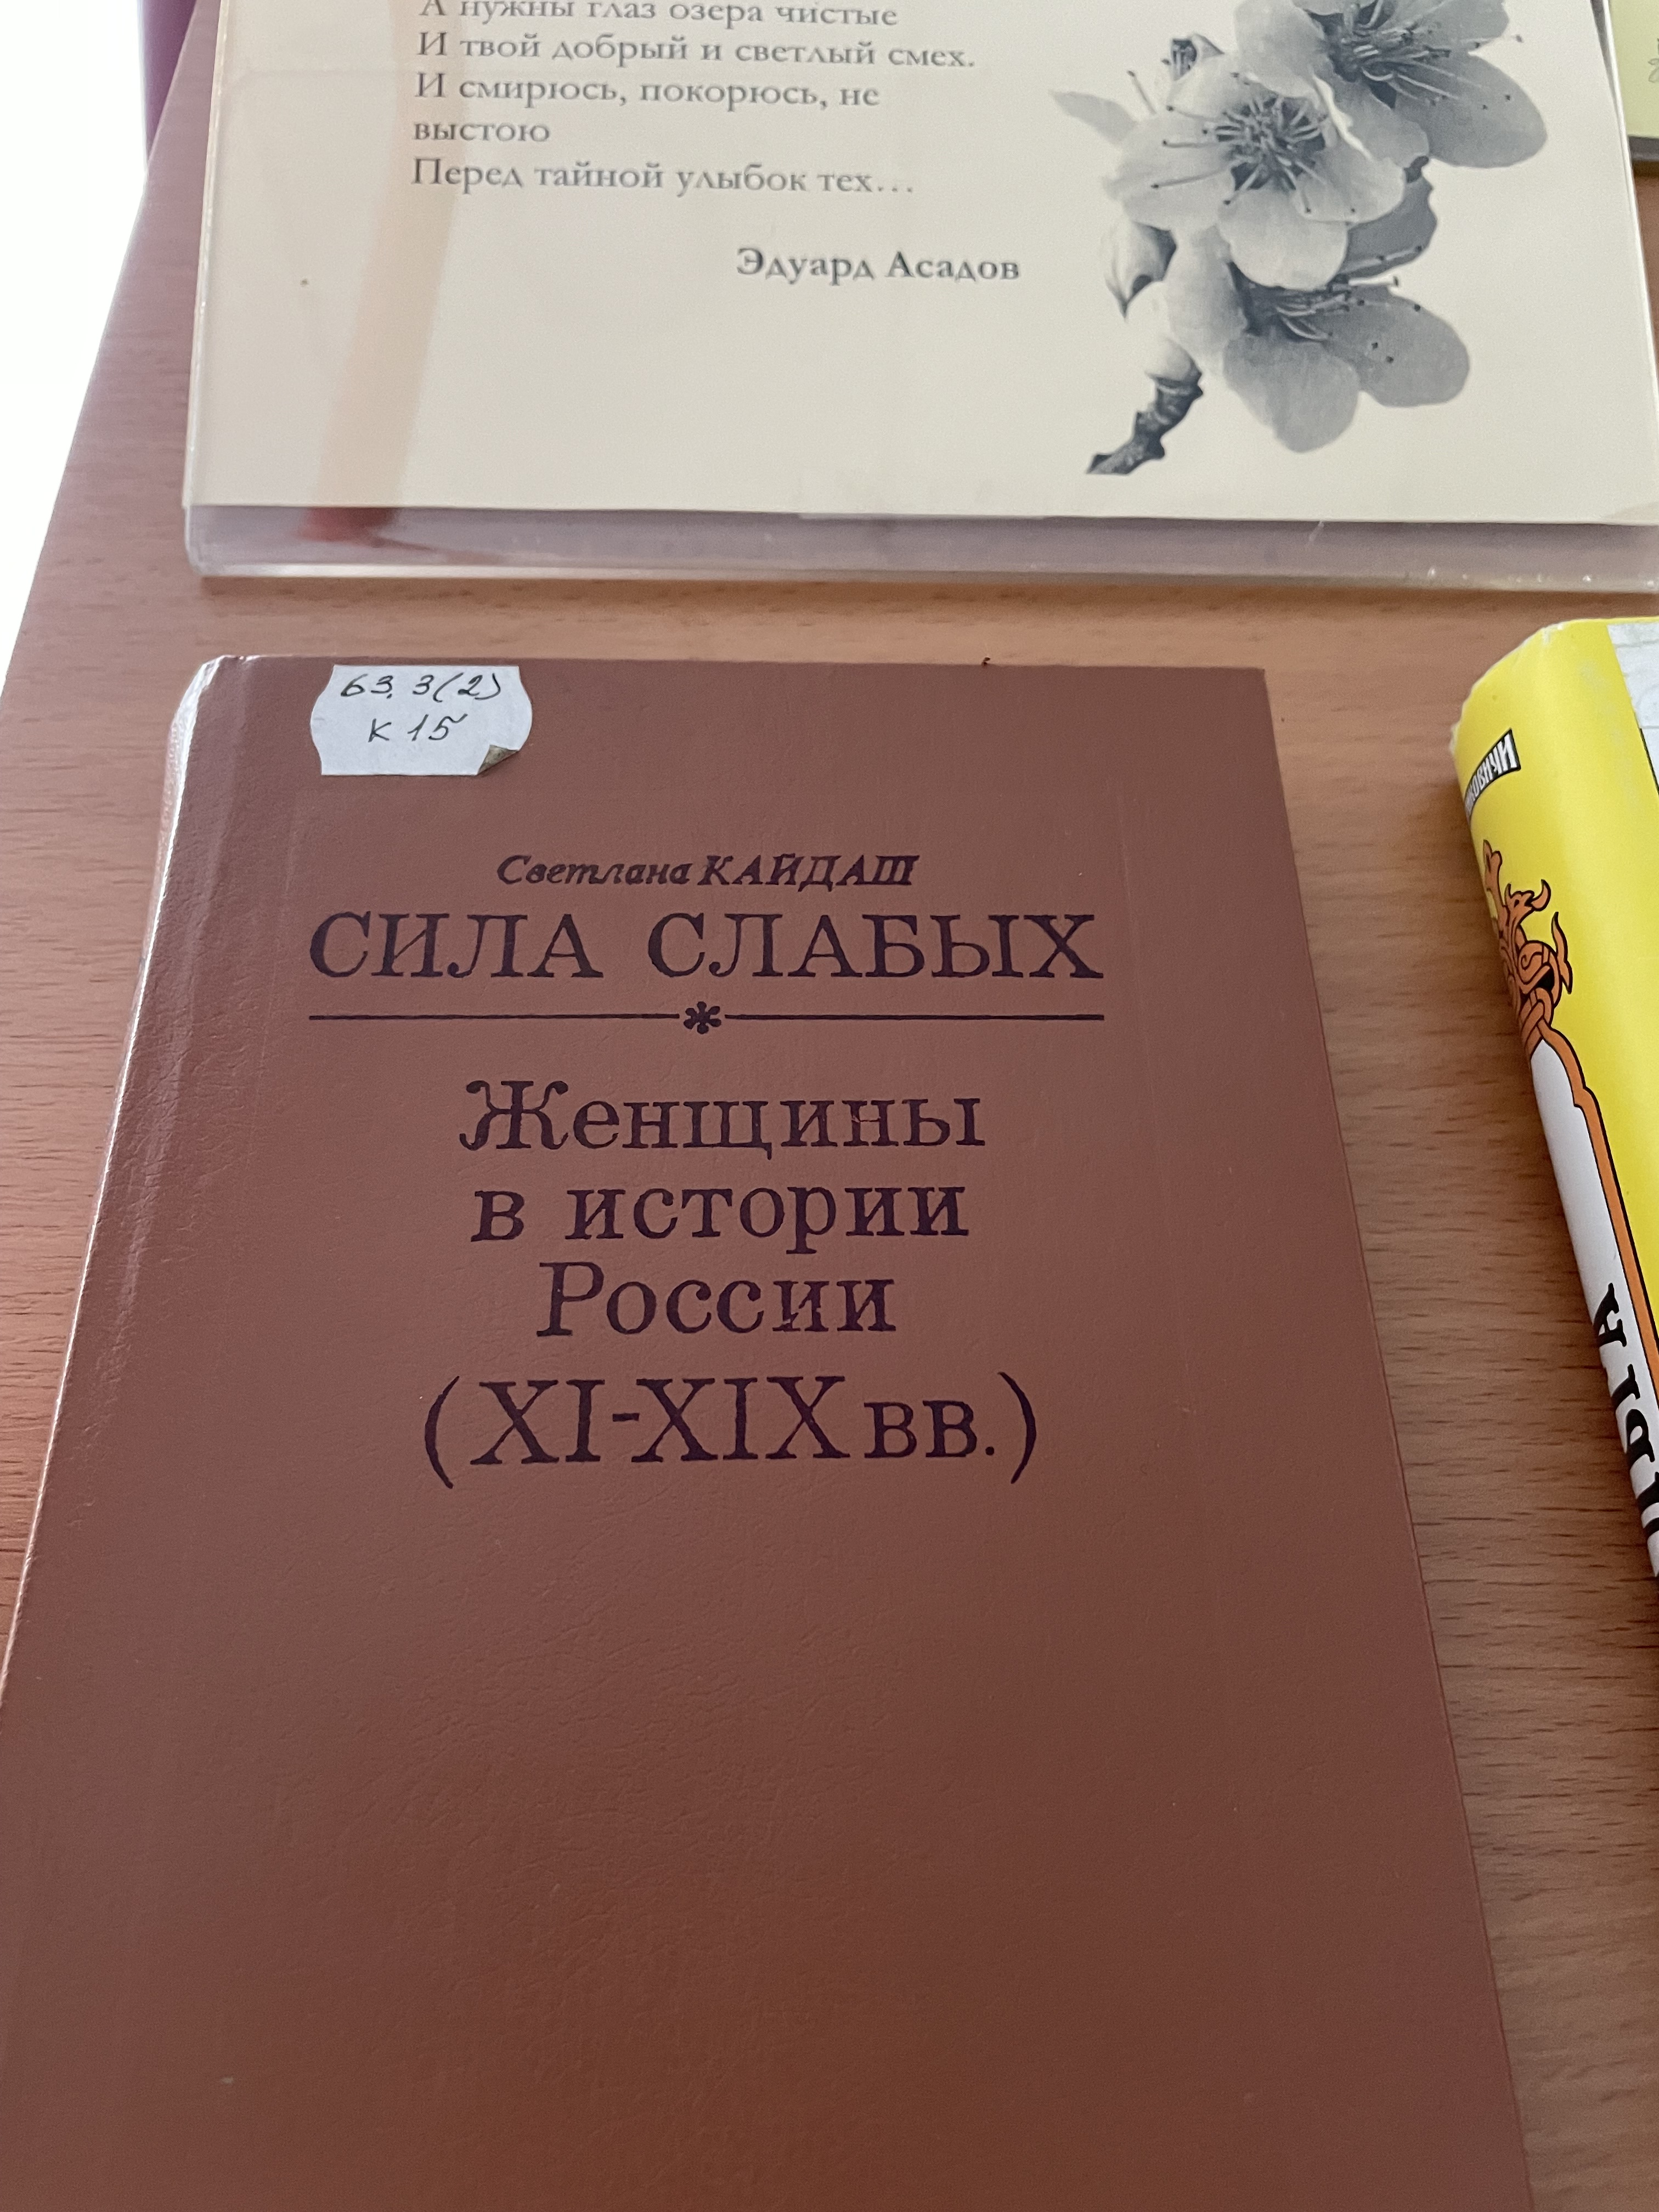 А нужны глаз озера чистые
И твой добрый и светлый смех.
И смирюсь, покорюсь, не
выстою
Перед тайной улыбок тех...
Эдуард Асадов
63.3(2)
К 15
Светлана КАЙДАШ
СИЛА СЛАБЫХ
Женщины
в истории
России
(XI-XIX вв.)